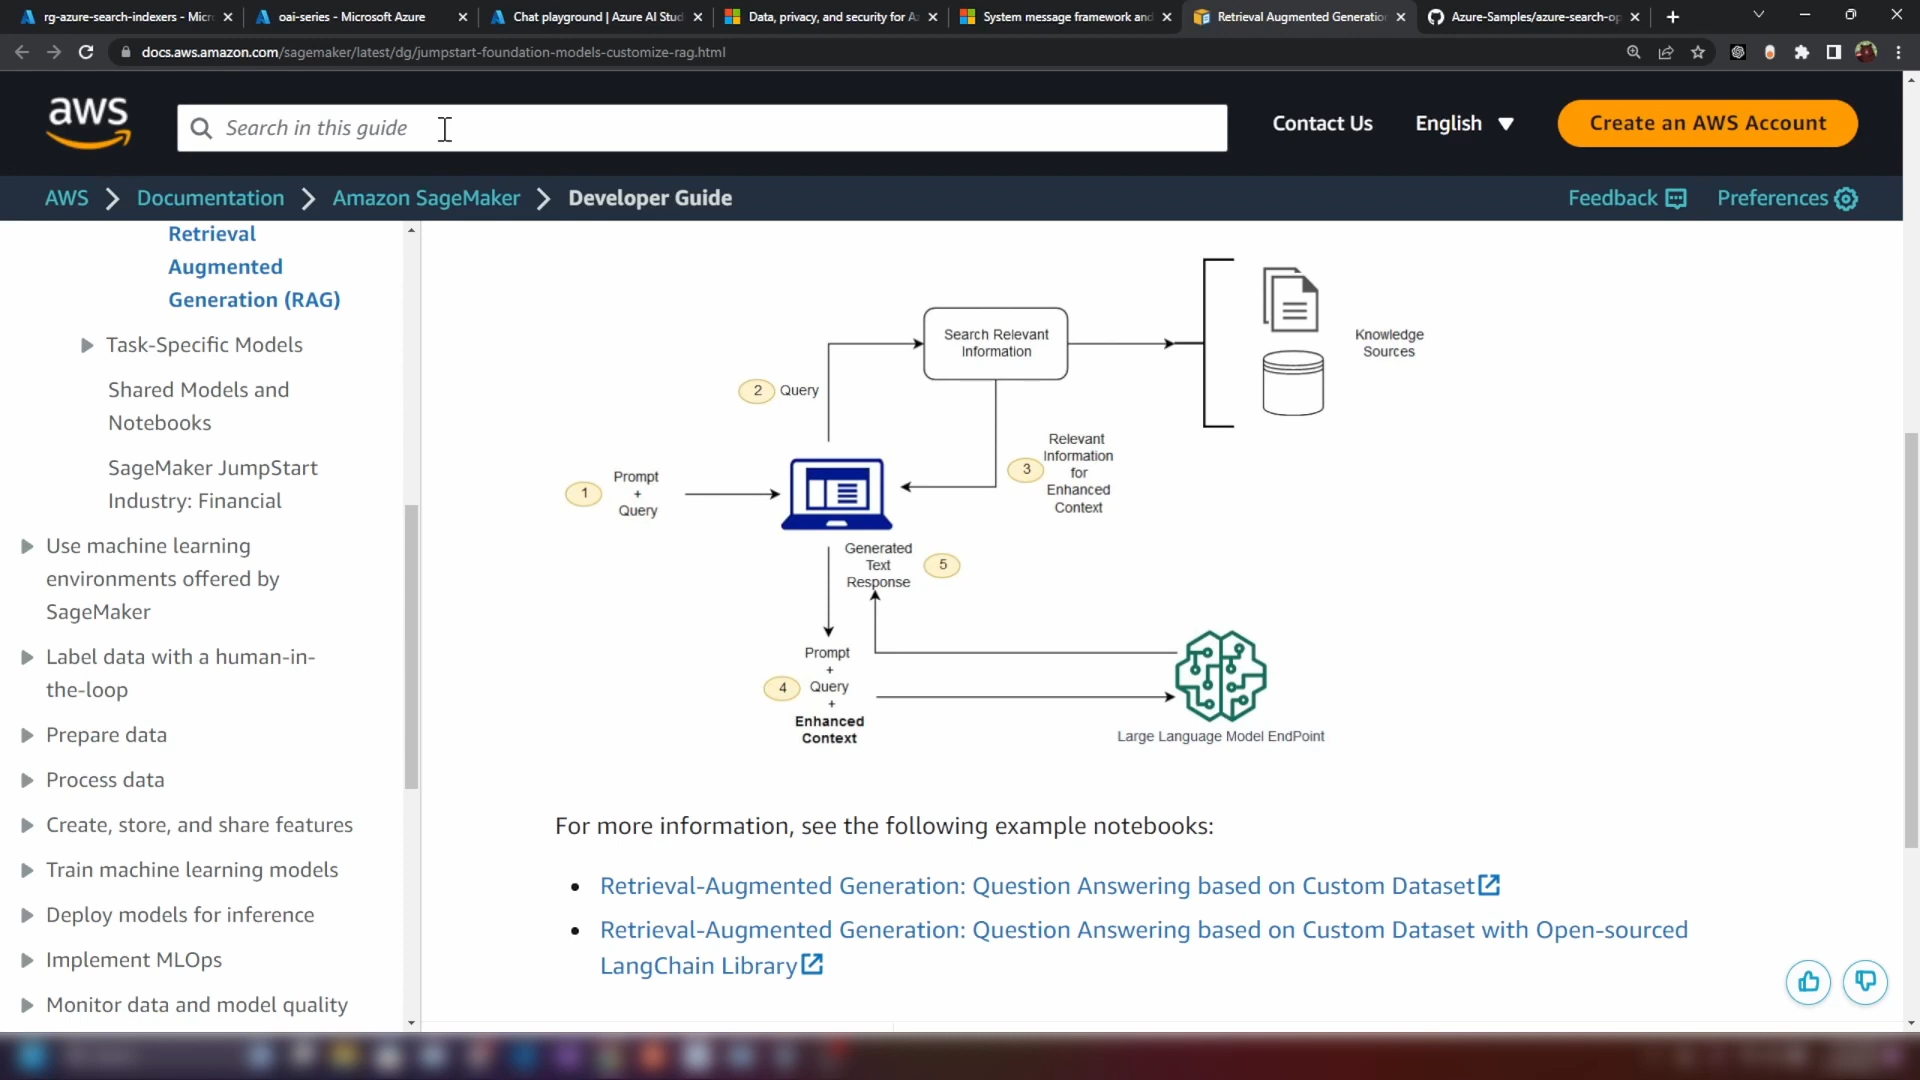 rg-azure-search-indexers - Micr
oai-series - Microsoft Azure
Chat playground | Azure AI Stud
Data, privacy, and security for A
System message framework and
Retrieval Augmented Generation
Azure-Samples/azure-search-op
docs.aws.amazon.com/sagemaker/latest/dg/jumpstart-foundation-models-customize-rag.html
aws
Search in this guide
Contact Us
English
Create an AWS Account
AWS
Documentation
Amazon SageMaker
Developer Guide
Feedback
Preferences
Retrieval
Augmented
Generation (RAG)
Task-Specific Models
Shared Models and
Notebooks
SageMaker JumpStart
Industry: Financial
Use machine learning
environments offered by
SageMaker
Label data with a human-in-
the-loop
Prepare data
Process data
Create, store, and share features
Train machine learning models
Deploy models for inference
Implement MLOps
Monitor data and model quality
Search Relevant
Information
Knowledge
Sources
2 Query
1
Prompt
+
Query
3
Relevant
Information
for
Enhanced
Context
Generated
Text
Response
5
4
Prompt
+
Query
+
Enhanced
Context
Large Language Model EndPoint
For more information, see the following example notebooks:
• Retrieval-Augmented Generation: Question Answering based on Custom Dataset
• Retrieval-Augmented Generation: Question Answering based on Custom Dataset with Open-sourced
LangChain Library